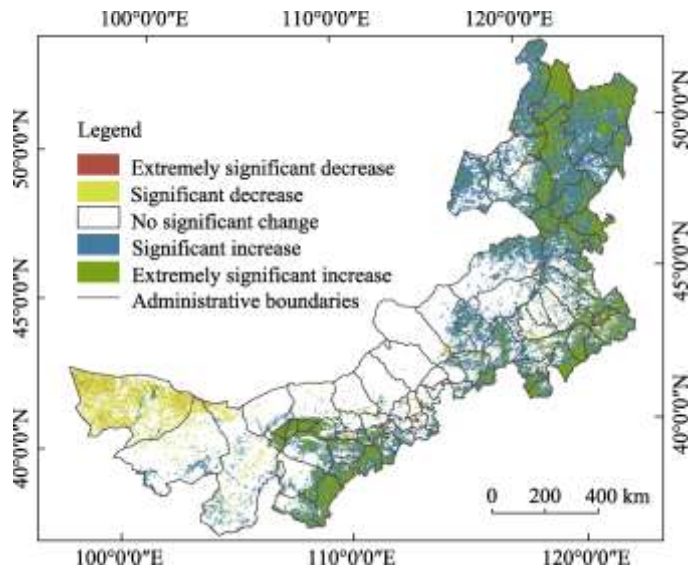 100°0'0"E 110°0'0"E 120°0'0"E
50°0'0"N
45°0'0"N
40°0'0"N
Legend
Extremely significant decrease
Significant decrease
No significant change
Significant increase
Extremely significant increase
Administrative boundaries
50°0'0"N
45°0'0"N
40°0'0"N
0 200 400 km
100°0'0"E 110°0'0"E 120°0'0"E